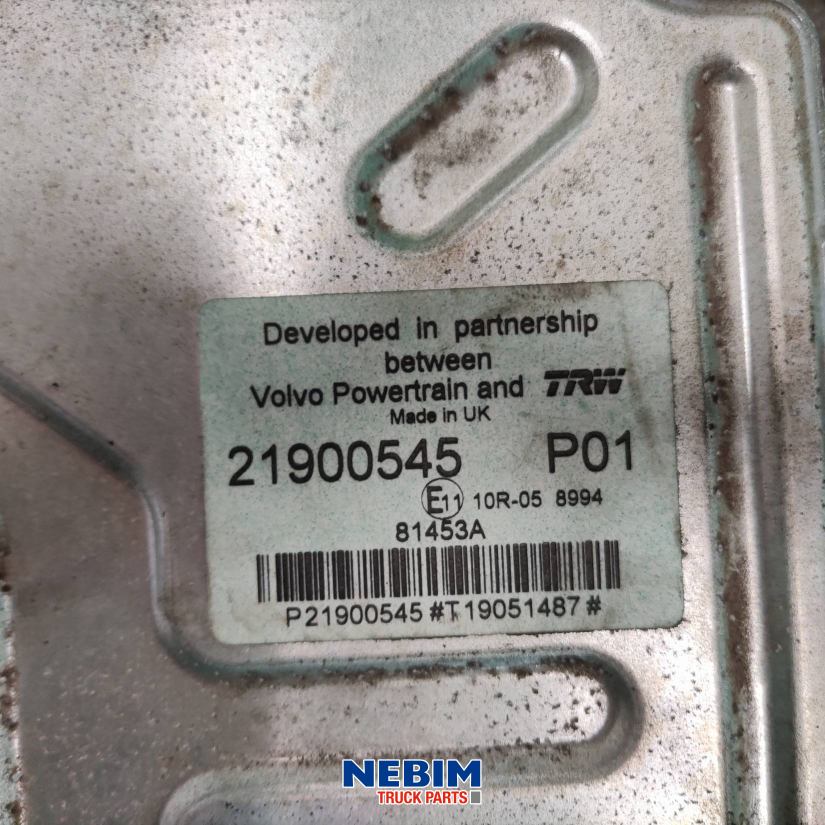 Developed in partnership
between
Volvo Powertrain and TRW
Made in UK
21900545 P01
E11 10R-05 8994
81453A
P21900545#T19051487#
NEBIM
TRUCK PARTS